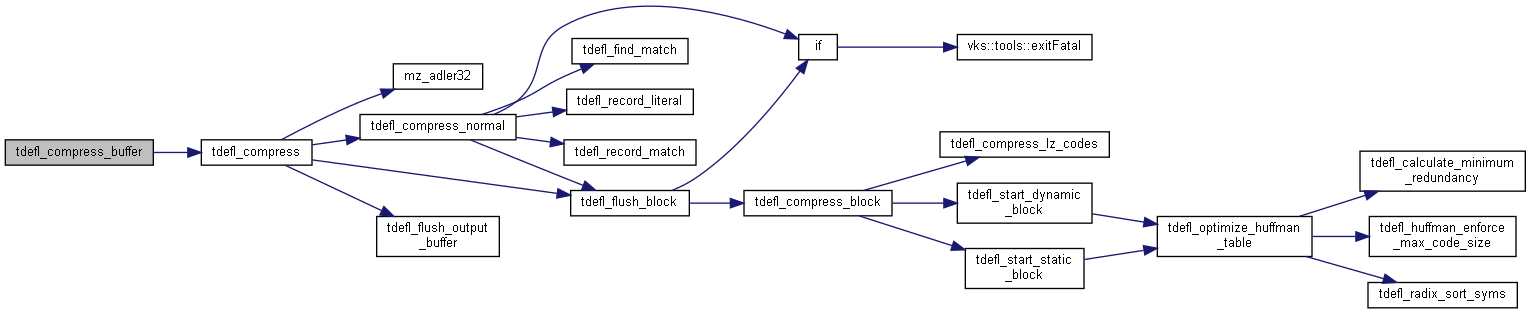 tdefl_compress_buffer
tdefl_compress
mz_adler32
tdefl_compress_normal
tdefl_flush_output
_buffer
tdefl_find_match
tdefl_record_literal
tdefl_record_match
tdefl_flush_block
if
vks::tools::exitFatal
tdefl_compress_block
tdefl_compress_lz_codes
tdefl_start_dynamic
_block
tdefl_start_static
_block
tdefl_optimize_huffman
_table
tdefl_calculate_minimum
_redundancy
tdefl_huffman_enforce
_max_code_size
tdefl_radix_sort_syms